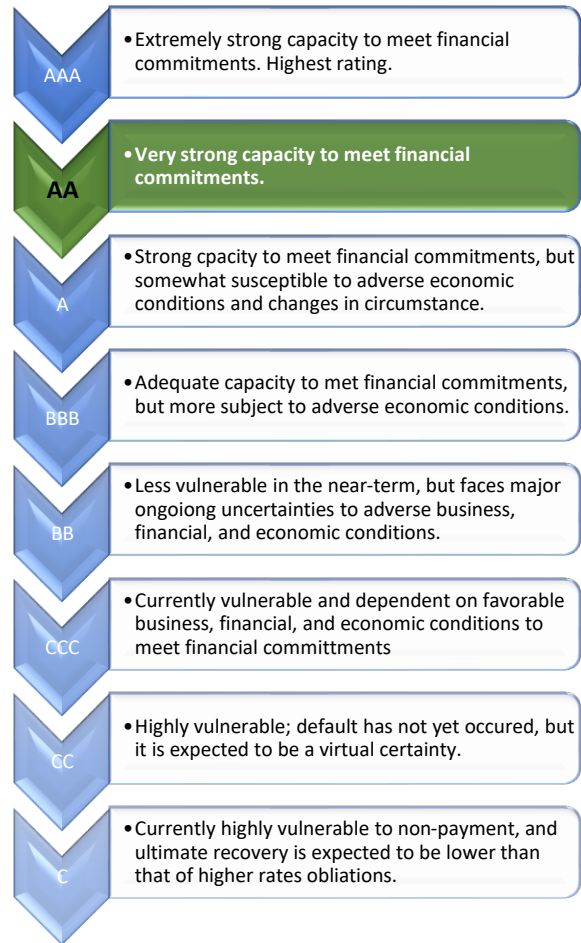 AAA
•Extremely strong capacity to meet financial
commitments. Highest rating.
AA
•Very strong capacity to meet financial
commitments.
A
•Strong cpacity to meet financial commitments, but
somewhat susceptible to adverse economic
conditions and changes in circumstance.
BBB
•Adequate capacity to met financial commitments,
but more subject to adverse economic conditions.
BB
•Less vulnerable in the near-term, but faces major
ongoiong uncertainties to adverse business,
financial, and economic conditions.
CCC
•Currently vulnerable and dependent on favorable
business, financial, and economic conditions to
meet financial committments
CC
•Highly vulnerable; default has not yet occured, but
it is expected to be a virtual certainty.
C
•Currently highly vulnerable to non-payment, and
ultimate recovery is expected to be lower than
that of higher rates obliations.